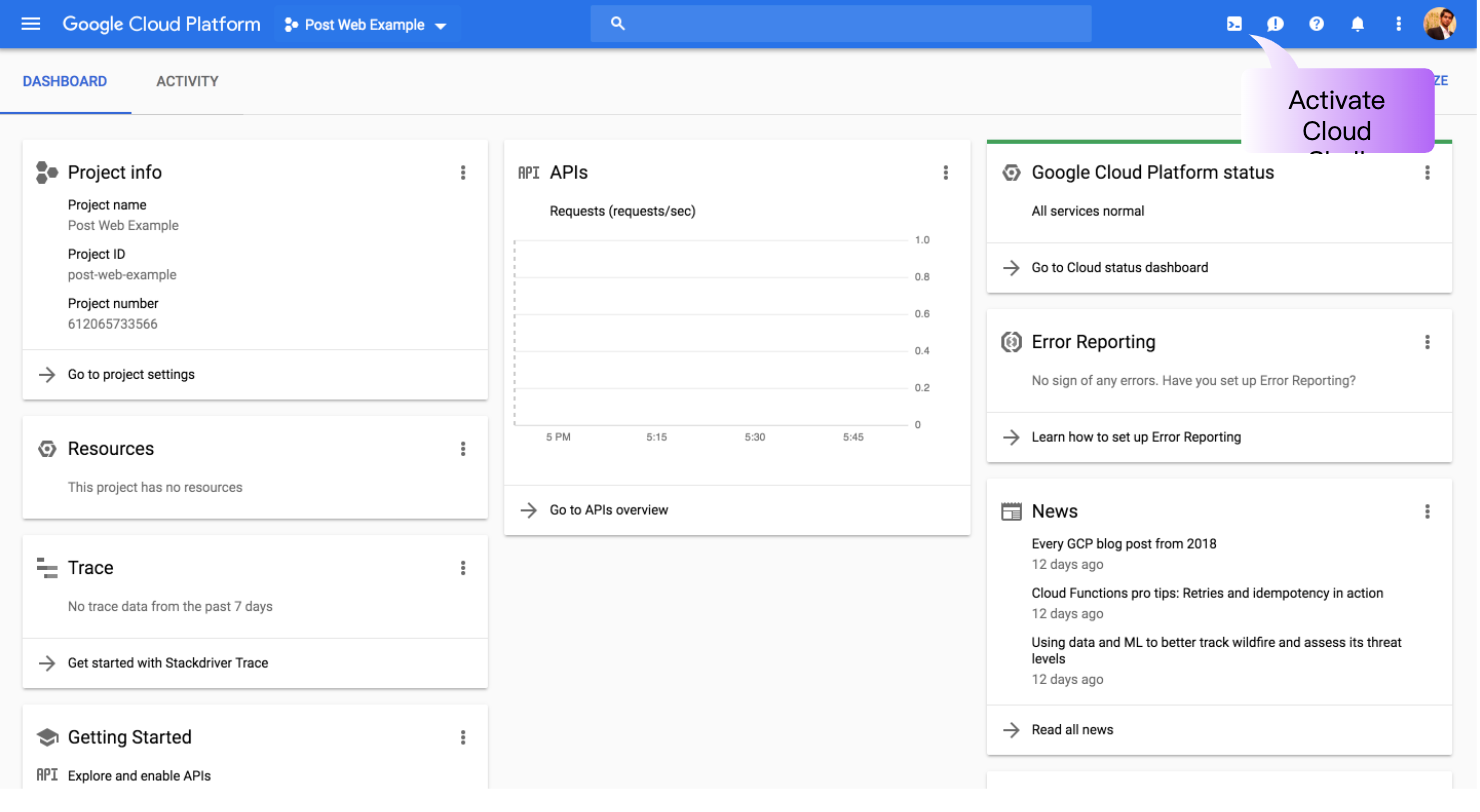 Google Cloud Platform
Post Web Example
DASHBOARD
ACTIVITY
ZE
Activate
Cloud
Project info
Project name
Post Web Example
Project ID
post-web-example
Project number
612065733566
Go to project settings
Resources
This project has no resources
Trace
No trace data from the past 7 days
Get started with Stackdriver Trace
Getting Started
API Explore and enable APIs
API APIs
Requests (requests/sec)
1.0
0.8
0.6
0.4
0.2
0
5 PM 5:15 5:30 5:45
Go to APIs overview
Google Cloud Platform status
All services normal
Go to Cloud status dashboard
Error Reporting
No sign of any errors. Have you set up Error Reporting?
Learn how to set up Error Reporting
News
Every GCP blog post from 2018
12 days ago
Cloud Functions pro tips: Retries and idempotency in action
12 days ago
Using data and ML to better track wildfire and assess its threat
levels
12 days ago
Read all news